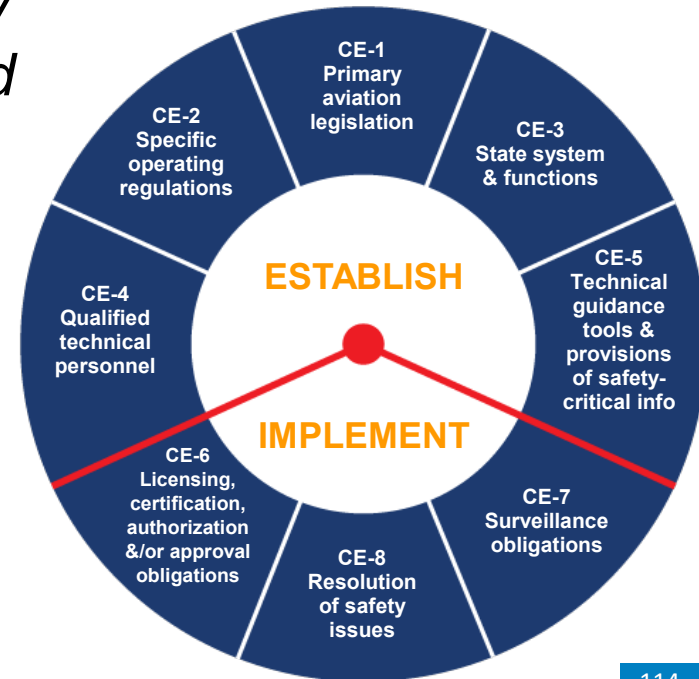 CE-1
Primary
aviation
legislation
CE-2
Specific
operating
regulations
CE-3
State system
& functions
CE-4
Qualified
technical
personnel
ESTABLISH
CE-5
Technical
guidance
tools &
provisions
of safety-
critical info
IMPLEMENT
CE-6
Licensing,
certification,
authorization
&/or approval
obligations
CE-7
Surveillance
obligations
CE-8
Resolution
of safety
issues